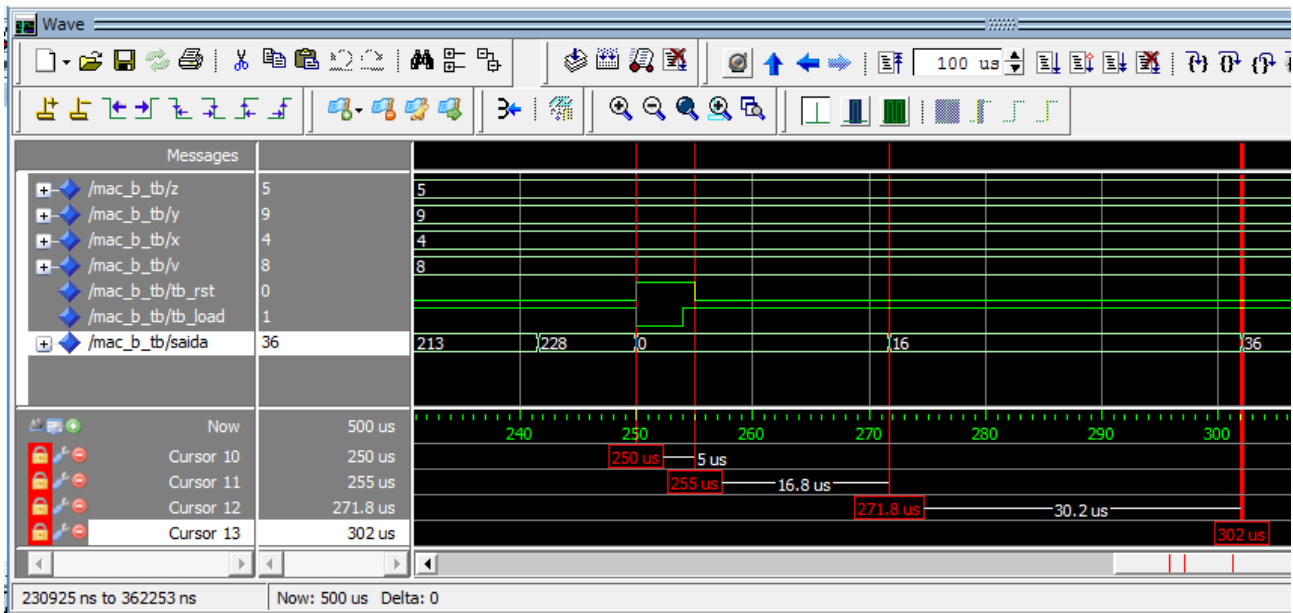 Wave
100 us
Messages
/mac_b_tb/z 5 5
/mac_b_tb/y 9 9
/mac_b_tb/x 4 4
/mac_b_tb/v 8 8
/mac_b_tb/tb_rst 0
/mac_b_tb/tb_load 1
/mac_b_tb/saida 36 213 228 0 16 36
Now 500 us 240 250 260 270 280 290 300
Cursor 10 250 us 250 us 5 us
Cursor 11 255 us 255 us 16.8 us
Cursor 12 271.8 us 271.8 us 30.2 us
Cursor 13 302 us 302 us
230925 ns to 362253 ns Now: 500 us Delta: 0